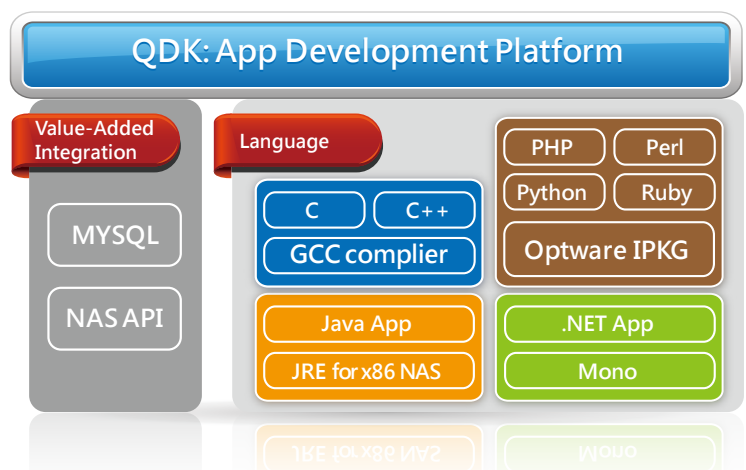 QDK: App Development Platform
Value-Added
Integration
MYSQL
NAS API
Language
C
C++
GCC complier
PHP
Perl
Python
Ruby
Optware IPKG
Java App
JRE for x86 NAS
.NET App
Mono